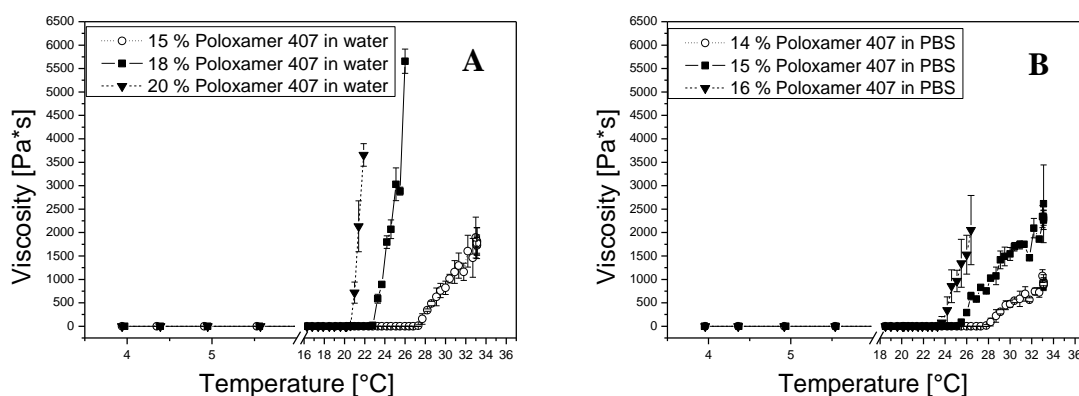 6500
6000
5500
5000
4500
4000
3500
3000
2500
2000
1500
1000
500
0
Viscosity [Pa*s]
15 % Poloxamer 407 in water
18 % Poloxamer 407 in water
20 % Poloxamer 407 in water
A
4 5 16 18 20 22 24 26 28 30 32 34 36
Temperature [°C]
6500
6000
5500
5000
4500
4000
3500
3000
2500
2000
1500
1000
500
0
Viscosity [Pa*s]
14 % Poloxamer 407 in PBS
15 % Poloxamer 407 in PBS
16 % Poloxamer 407 in PBS
B
4 5 18 20 22 24 26 28 30 32 34 36
Temperature [°C]